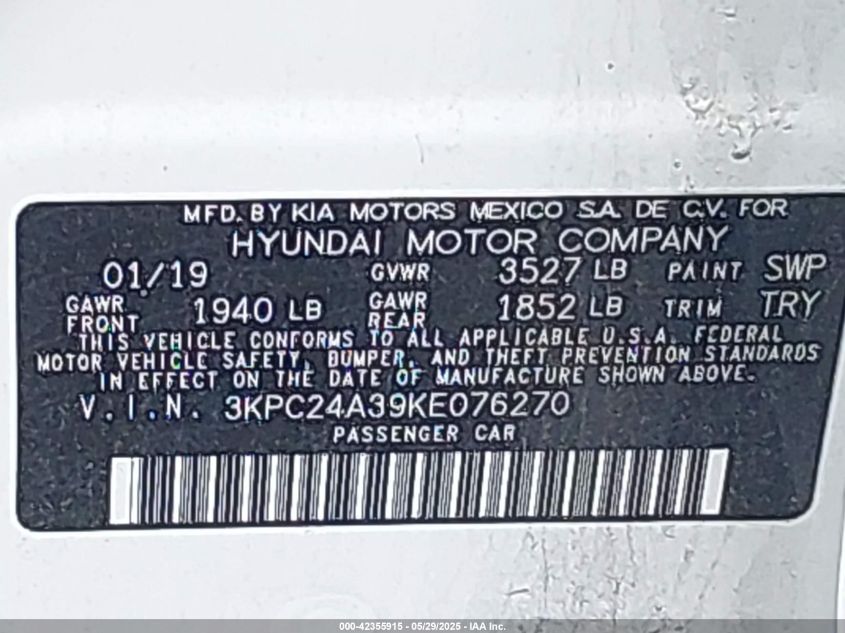 MFD. BY KIA MOTORS MEXICO S.A. DE C.V. FOR
HYUNDAI MOTOR COMPANY
01/19 GVWR 3527 LB PAINT SWP
GAWR FRONT 1940 LB GAWR REAR 1852 LB TRIM TRY
THIS VEHICLE CONFORMS TO ALL APPLICABLE U.S.A. FEDERAL
MOTOR VEHICLE SAFETY, BUMPER, AND THEFT PREVENTION STANDARDS
IN EFFECT ON THE DATE OF MANUFACTURE SHOWN ABOVE.
V.I.N. 3KPC24A39KE076270
PASSENGER CAR
000-42355915 - 05/29/2025 - IAA Inc.